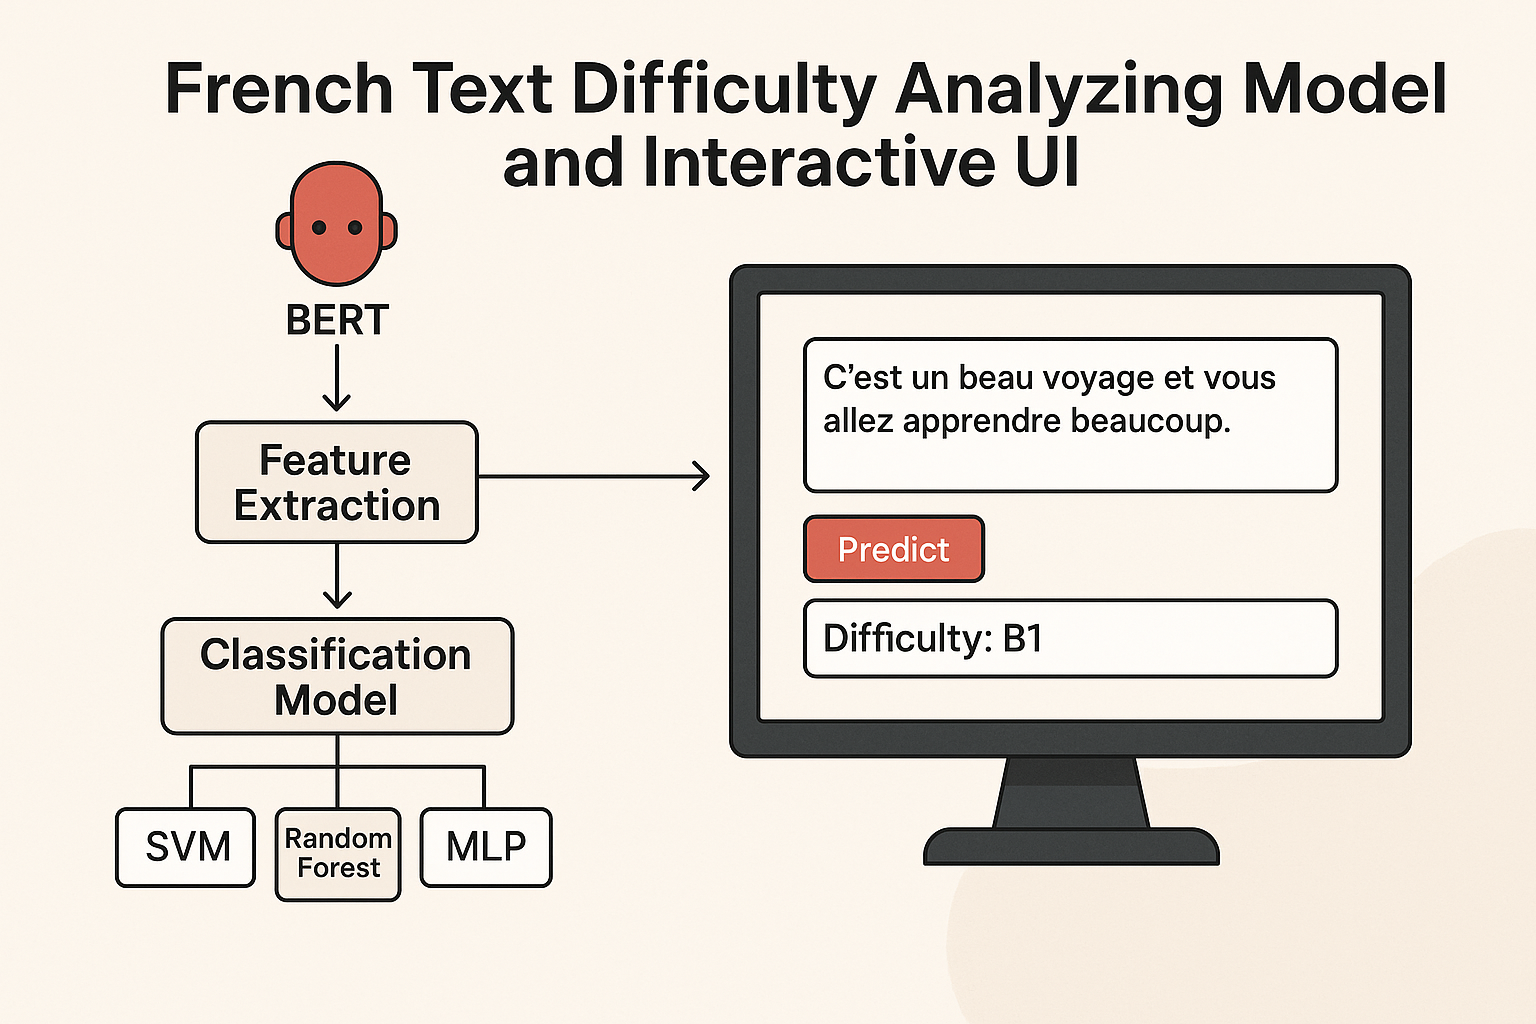 French Text Difficulty Analyzing Model
and Interactive UI
BERT
Feature
Extraction
Classification
Model
SVM
Random
Forest
MLP
C’est un beau voyage et vous
allez apprendre beaucoup.
Predict
Difficulty: B1